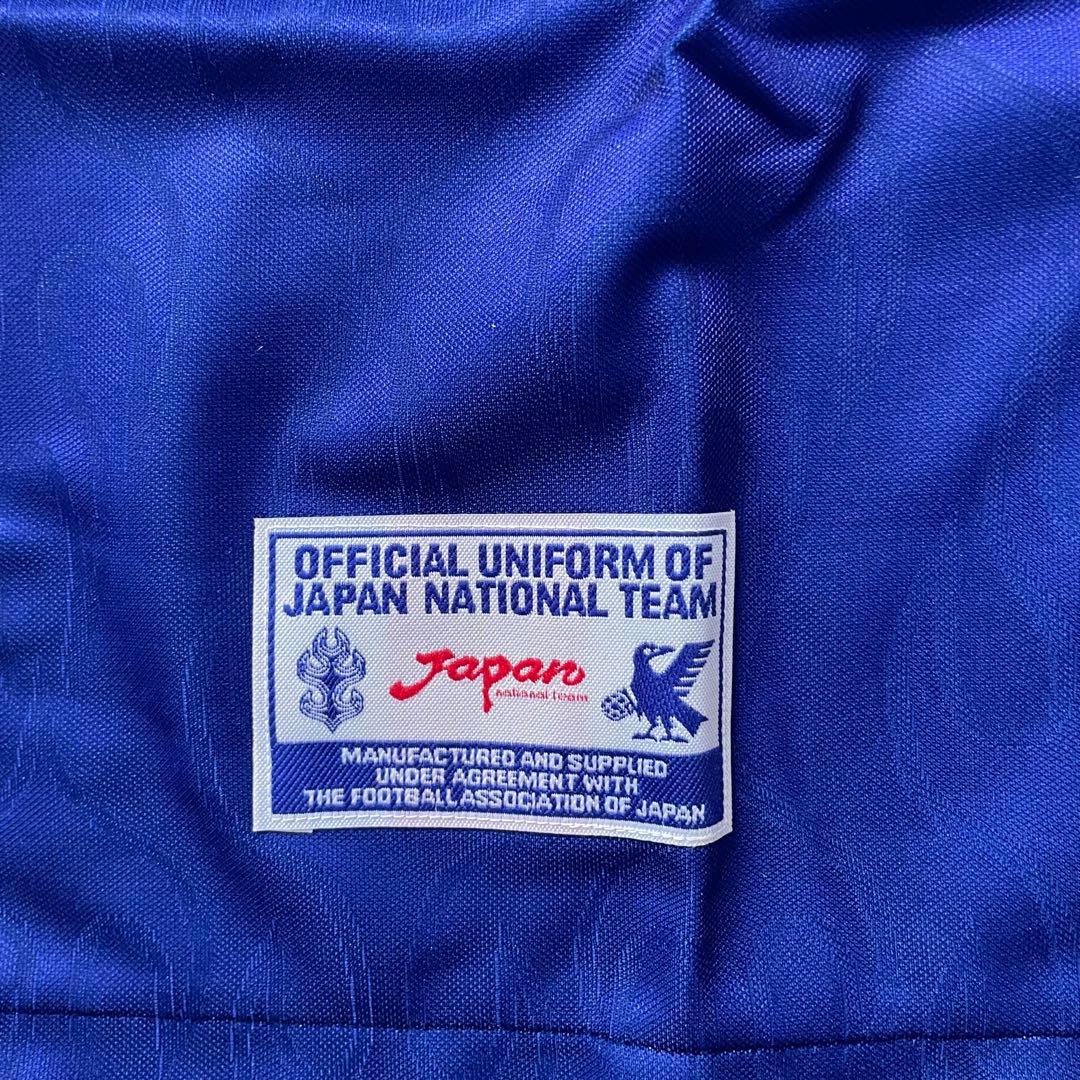 OFFICIAL UNIFORM OF
JAPAN NATIONAL TEAM
Japan
national team
MANUFACTURED AND SUPPLIED
UNDER AGREEMENT WITH
THE FOOTBALL ASSOCIATION OF JAPAN